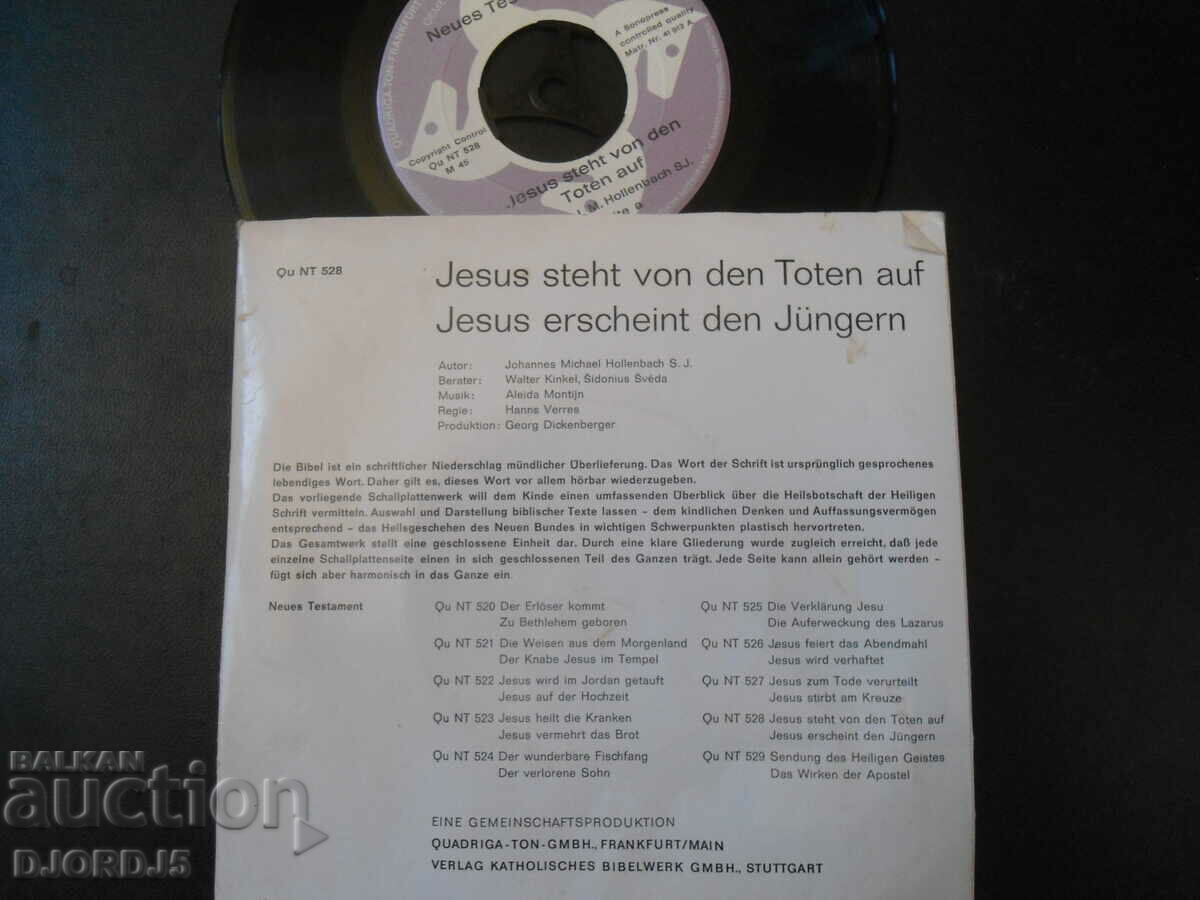 Neues Tes
QUADRIGA-TON-FRANKFURT
A Sonopress
controlled quality
Matr. Nr. 41 912 A
Copyright Control
Qu NT 528
M 45
Jesus steht von den
Toten auf
J. M. Hollenbach SJ.
Qu NT 528
Jesus steht von den Toten auf
Jesus erscheint den Jüngern
Autor: Johannes Michael Hollenbach S. J.
Berater: Walter Kinkel, Šidonius Švéda
Musik: Aleida Montijn
Regie: Hanns Verres
Produktion: Georg Dickenberger
Die Bibel ist ein schriftlicher Niederschlag mündlicher Überlieferung. Das Wort der Schrift ist ursprünglich gesprochenes
lebendiges Wort. Daher gilt es, dieses Wort vor allem hörbar wiederzugeben.
Das vorliegende Schallplattenwerk will dem Kinde einen umfassenden Überblick über die Heilsbotschaft der Heiligen
Schrift vermitteln. Auswahl und Darstellung biblischer Texte lassen – dem kindlichen Denken und Auffassungsvermögen
entsprechend – das Heilsgeschehen des Neuen Bundes in wichtigen Schwerpunkten plastisch hervortreten.
Das Gesamtwerk stellt eine geschlossene Einheit dar. Durch eine klare Gliederung wurde zugleich erreicht, daß jede
einzelne Schallplattenseite einen in sich geschlossenen Teil des Ganzen trägt. Jede Seite kann allein gehört werden –
fügt sich aber harmonisch in das Ganze ein.
Neues Testament
Qu NT 520 Der Erlöser kommt
Zu Bethlehem geboren
Qu NT 521 Die Weisen aus dem Morgenland
Der Knabe Jesus im Tempel
Qu NT 522 Jesus wird im Jordan getauft
Jesus auf der Hochzeit
Qu NT 523 Jesus heilt die Kranken
Jesus vermehrt das Brot
Qu NT 524 Der wunderbare Fischfang
Der verlorene Sohn
Qu NT 525 Die Verklärung Jesu
Die Auferweckung des Lazarus
Qu NT 526 Jesus feiert das Abendmahl
Jesus wird verhaftet
Qu NT 527 Jesus zum Tode verurteilt
Jesus stirbt am Kreuze
Qu NT 528 Jesus steht von den Toten auf
Jesus erscheint den Jüngern
Qu NT 529 Sendung des Heiligen Geistes
Das Wirken der Apostel
EINE GEMEINSCHAFTSPRODUKTION
QUADRIGA-TON-GMBH., FRANKFURT/MAIN
VERLAG KATHOLISCHES BIBELWERK GMBH., STUTTGART
BALKAN
auction
DJORDJ5